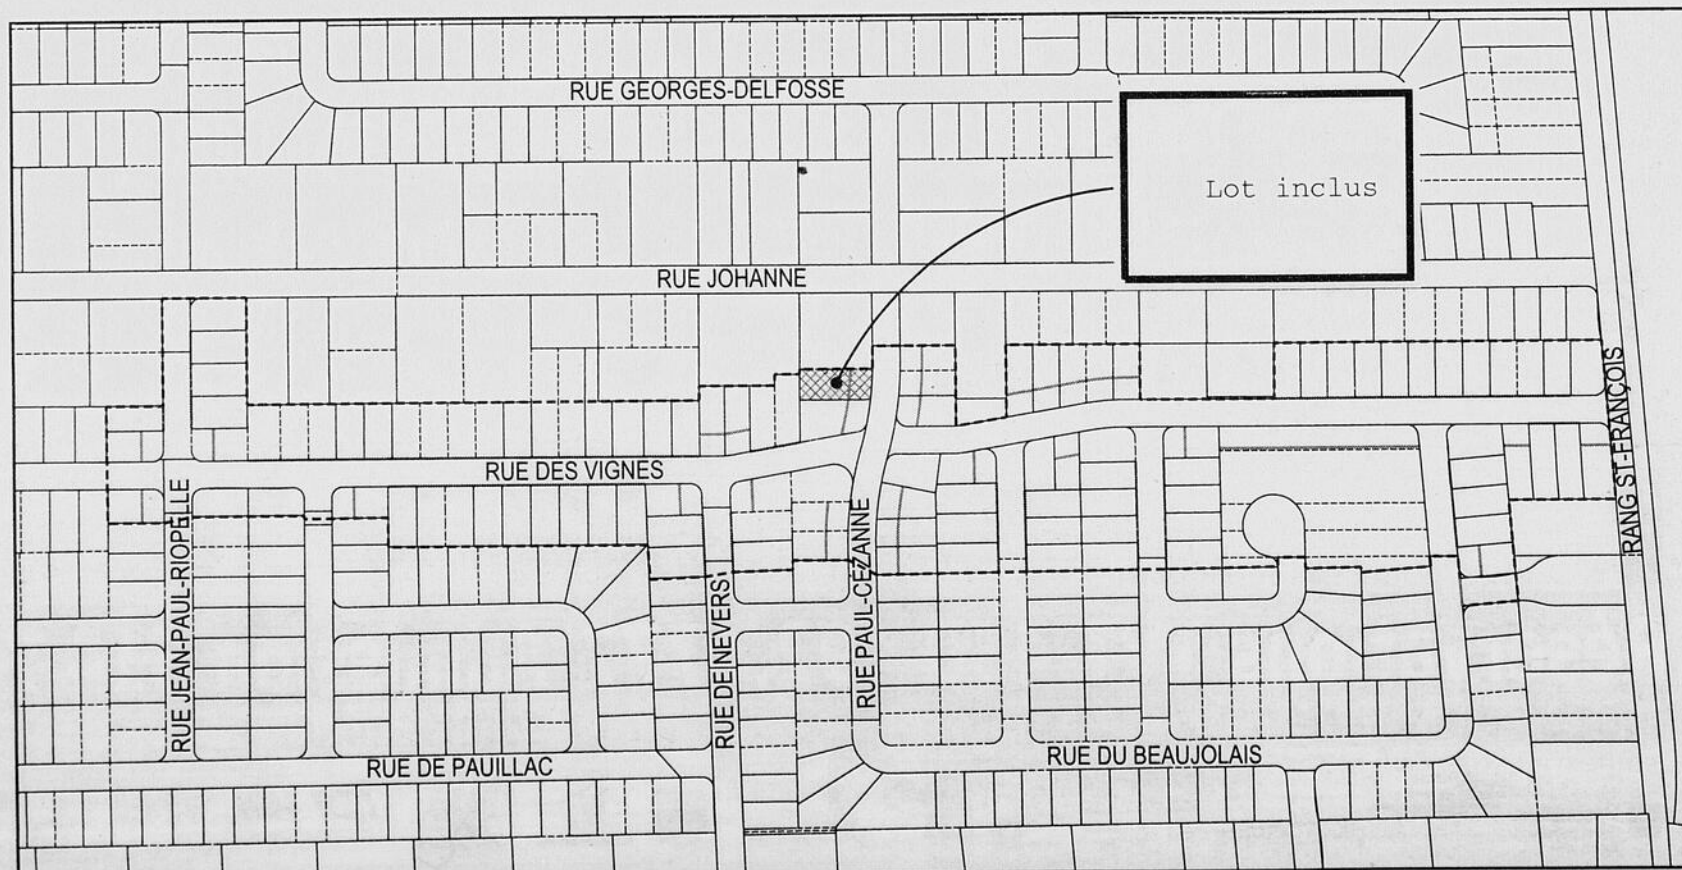 RUE GEORGES-DELFOSSE
Lot inclus
RUE JOHANNE
RUE DES VIGNES
RUE JEAN-PAUL-RIOPELLE
RUE DE NEVERS
RUE PAUL-CÉZANNE
RANG ST-FRANÇOIS
RUE DE PAUILLAC
RUE DU BEAUJOLAIS